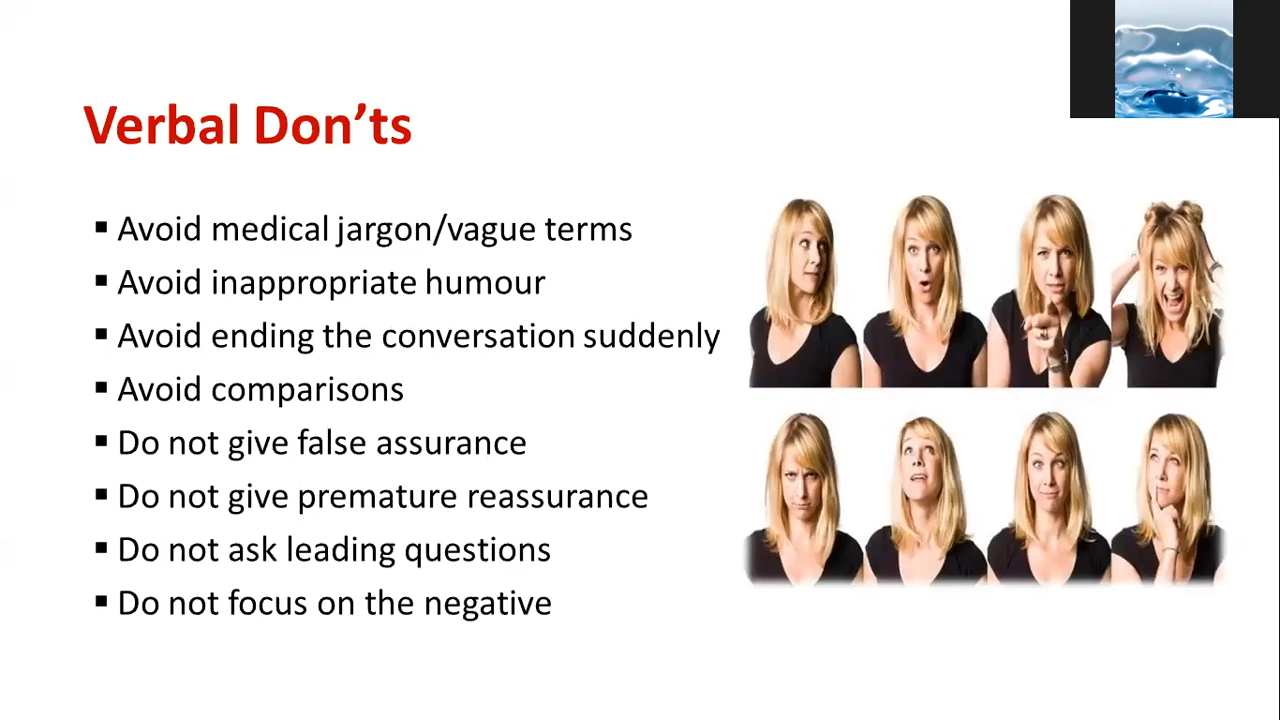 Verbal Don’ts
▪ Avoid medical jargon/vague terms
▪ Avoid inappropriate humour
▪ Avoid ending the conversation suddenly
▪ Avoid comparisons
▪ Do not give false assurance
▪ Do not give premature reassurance
▪ Do not ask leading questions
▪ Do not focus on the negative